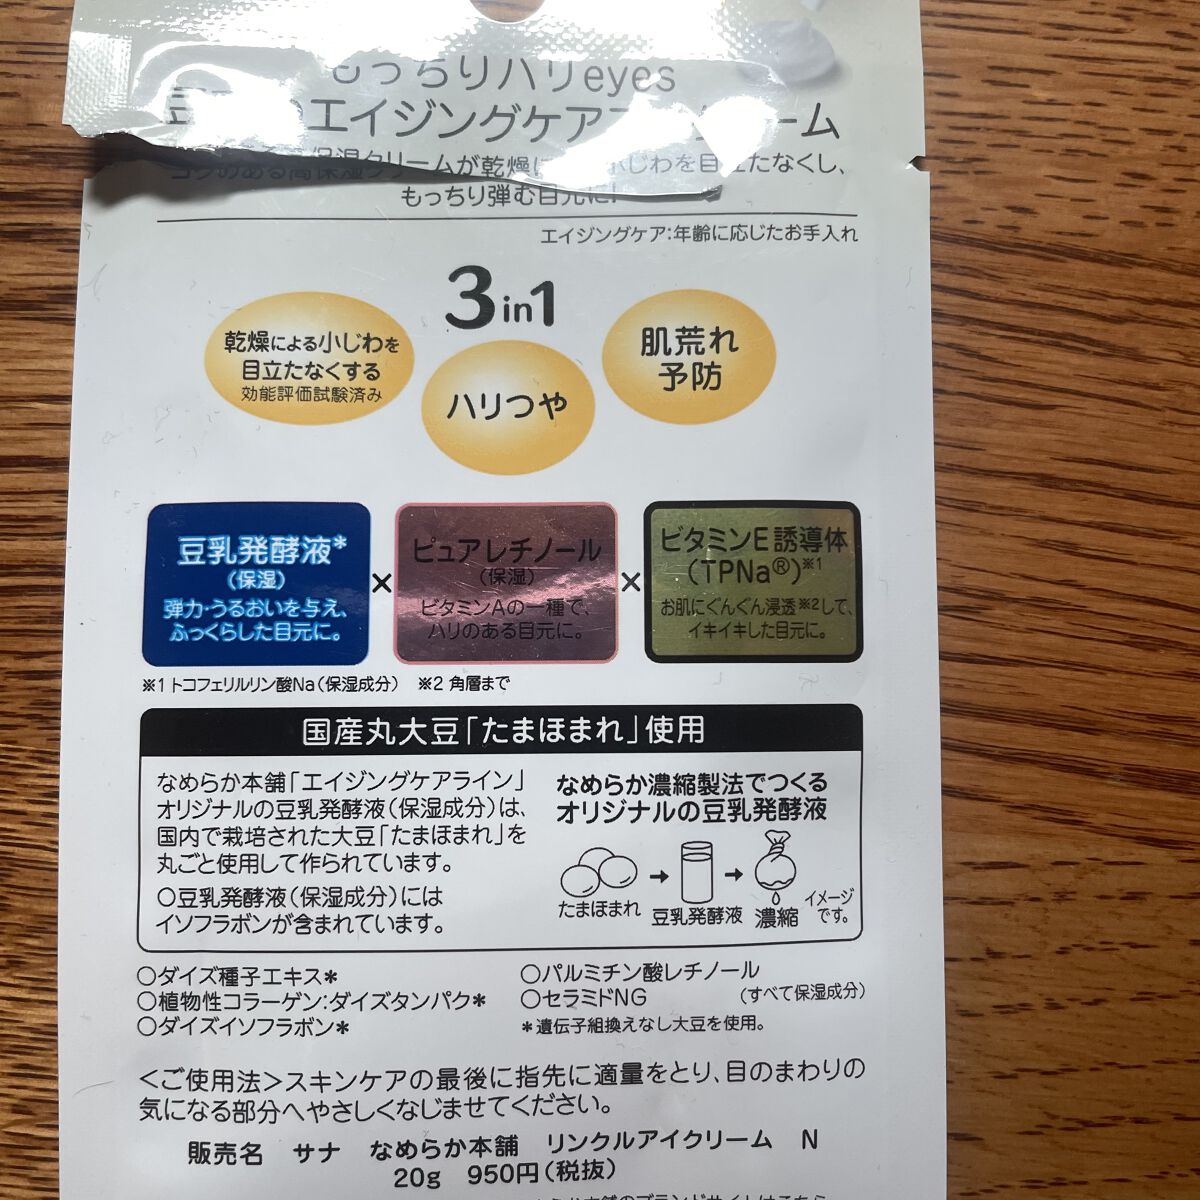 もっちりハリeyes
エイジングケア
ーム
高保湿クリームが乾燥
小じわを目立たなくし、
もっちり弾む目元に!
エイジングケア:年齢に応じたお手入れ
3in1
乾燥による小じわを
目立たなくする
効能評価試験済み
ハリつや
肌荒れ
予防
豆乳発酵液*
(保湿)
弾力・うるおいを与え、
ふっくらした目元に。
×
ピュアレチノール
(保湿)
ビタミンAの一種で、
ハリのある目元に。
×
ビタミンE誘導体
(TPNa®)※1
お肌にぐんぐん浸透※2して、
イキイキした目元に。
※1 トコフェリルリン酸Na(保湿成分) ※2 角層まで
国産丸大豆「たまほまれ」使用
なめらか本舗「エイジングケアライン」
オリジナルの豆乳発酵液(保湿成分)は、
国内で栽培された大豆「たまほまれ」を
丸ごと使用して作られています。
○豆乳発酵液(保湿成分)には
イソフラボンが含まれています。
なめらか濃縮製法でつくる
オリジナルの豆乳発酵液
たまほまれ
豆乳発酵液
濃縮
イメージ
です。
○ダイズ種子エキス*
○植物性コラーゲン:ダイズタンパク*
○ダイズイソフラボン*
○パルミチン酸レチノール
○セラミドNG (すべて保湿成分)
*遺伝子組換えなし大豆を使用。
<ご使用法>スキンケアの最後に指先に適量をとり、目のまわりの
気になる部分へやさしくなじませてください。
販売名 サナ なめらか本舗 リンクルアイクリーム N
20g 950円(税抜)